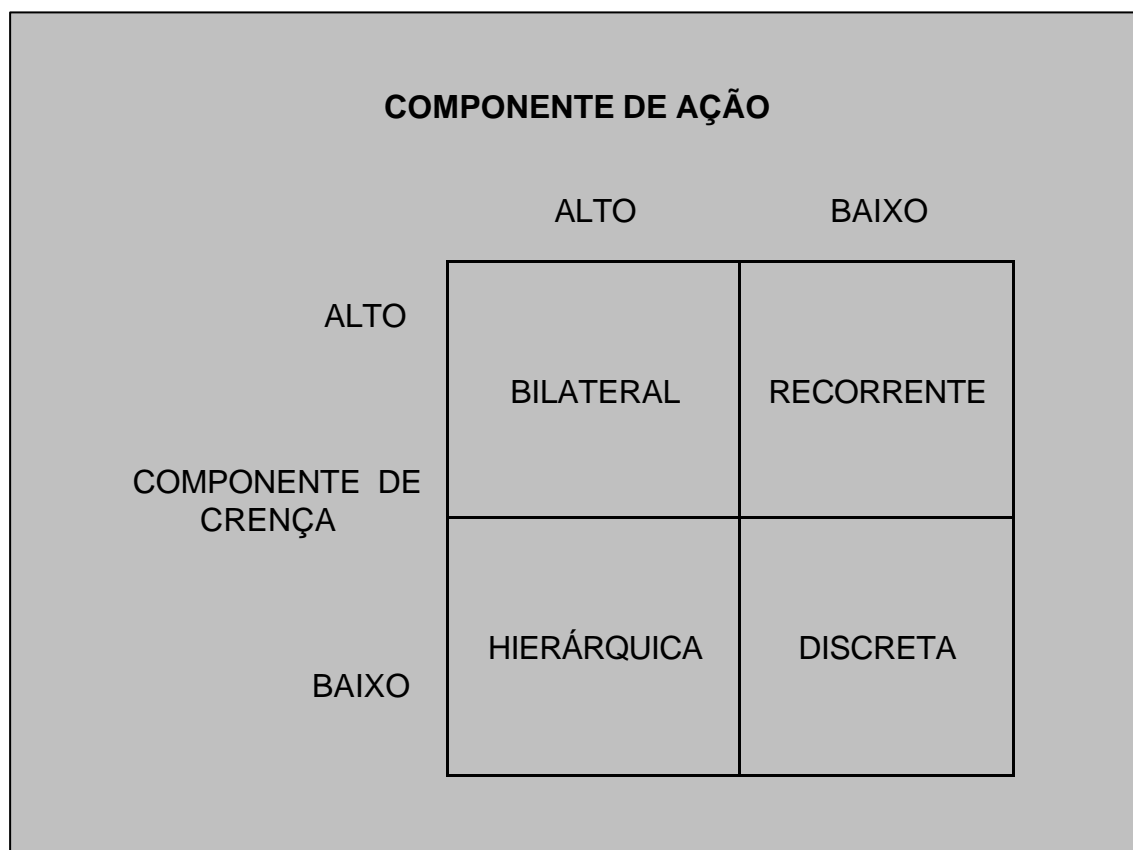 COMPONENTE DE AÇÃO
ALTO BAIXO
ALTO
BILATERAL RECORRENTE
COMPONENTE DE
CRENÇA
HIERÁRQUICA DISCRETA
BAIXO